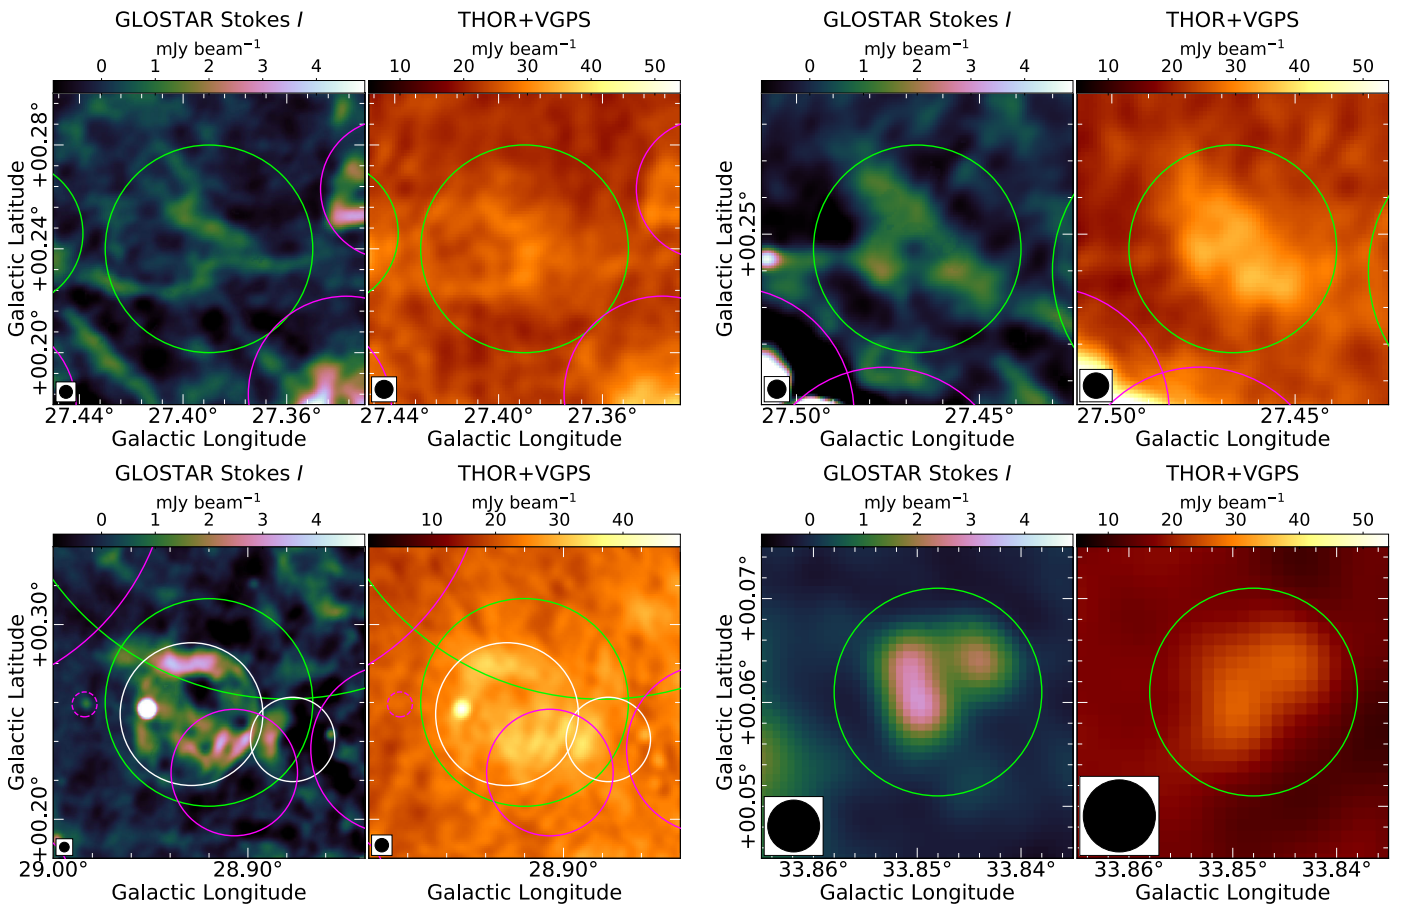 GLOSTAR Stokes I
THOR+VGPS
GLOSTAR Stokes I
THOR+VGPS
mJy beam⁻¹
mJy beam⁻¹
mJy beam⁻¹
mJy beam⁻¹
0 1 2 3 4
10 20 30 40 50
0 1 2 3 4
10 20 30 40 50
Galactic Latitude
+00.28°
+00.24°
+00.20°
Galactic Latitude
+00.25°
27.44 27.40 27.36
27.44 27.40 27.36
27.50 27.45
27.50 27.45
Galactic Longitude
Galactic Longitude
Galactic Longitude
Galactic Longitude
GLOSTAR Stokes I
THOR+VGPS
GLOSTAR Stokes I
THOR+VGPS
mJy beam⁻¹
mJy beam⁻¹
mJy beam⁻¹
mJy beam⁻¹
0 1 2 3 4
10 20 30 40
0 1 2 3 4
10 20 30 40 50
Galactic Latitude
+00.30°
+00.20°
Galactic Latitude
+00.07°
+00.06°
+00.05°
29.00° 28.90°
28.90°
33.86° 33.85° 33.84°
33.86° 33.85° 33.84°
Galactic Longitude
Galactic Longitude
Galactic Longitude
Galactic Longitude